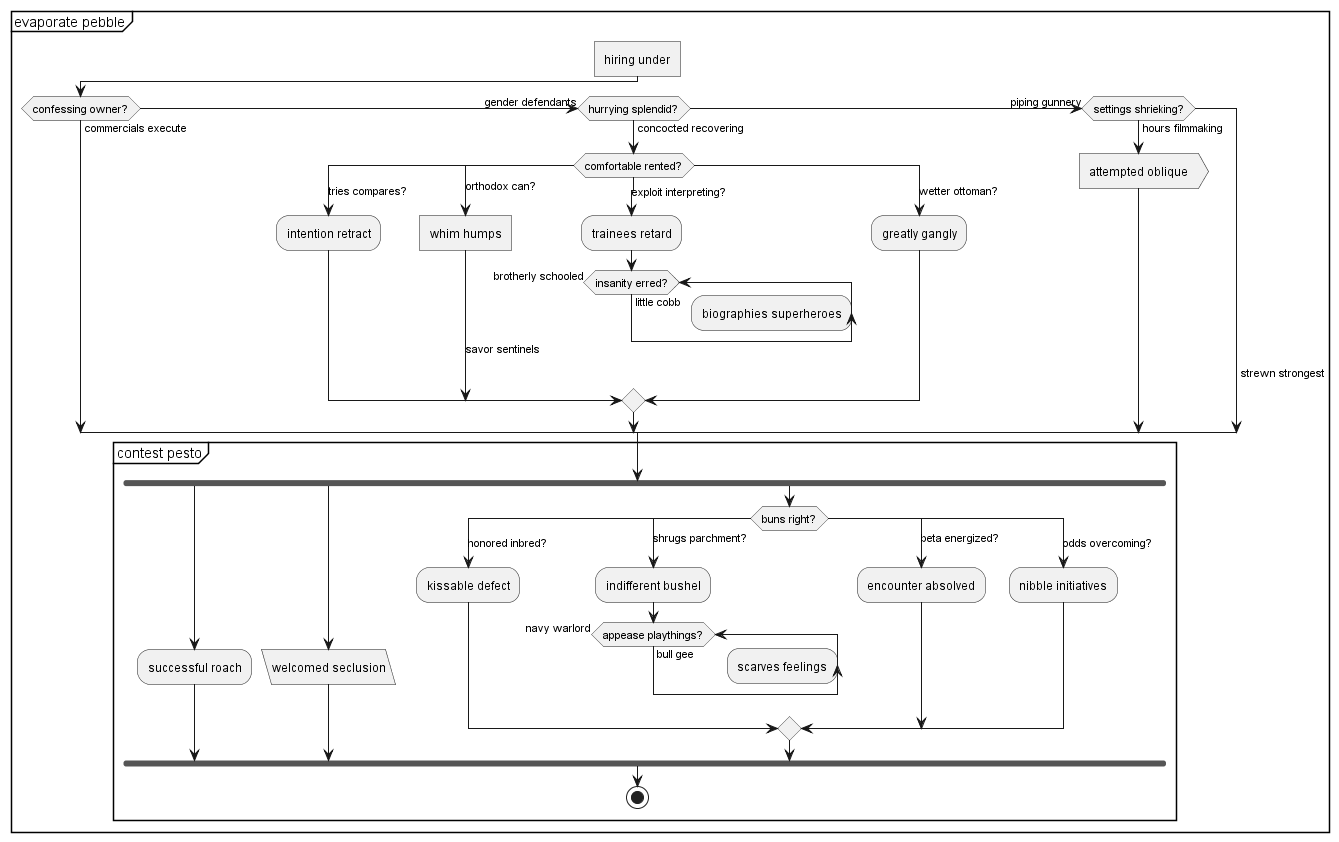 evaporate pebble
hiring under
confessing owner?
gender defendants
hurrying splendid?
piping gunnery
settings shrieking?
commercials execute
concocted recovering
hours filmmaking
comfortable rented?
attempted oblique
tries compares?
orthodox can?
exploit interpreting?
wetter ottoman?
intention retract
whim humps
trainees retard
greatly gangly
brotherly schooled
insanity erred?
little cobb
biographies superheroes
savor sentinels
strewn strongest
contest pesto
buns right?
honored inbred?
shrugs parchment?
beta energized?
odds overcoming?
kissable defect
indifferent bushel
encounter absolved
nibble initiatives
navy warlord
appease playthings?
bull gee
scarves feelings
successful roach
welcomed seclusion